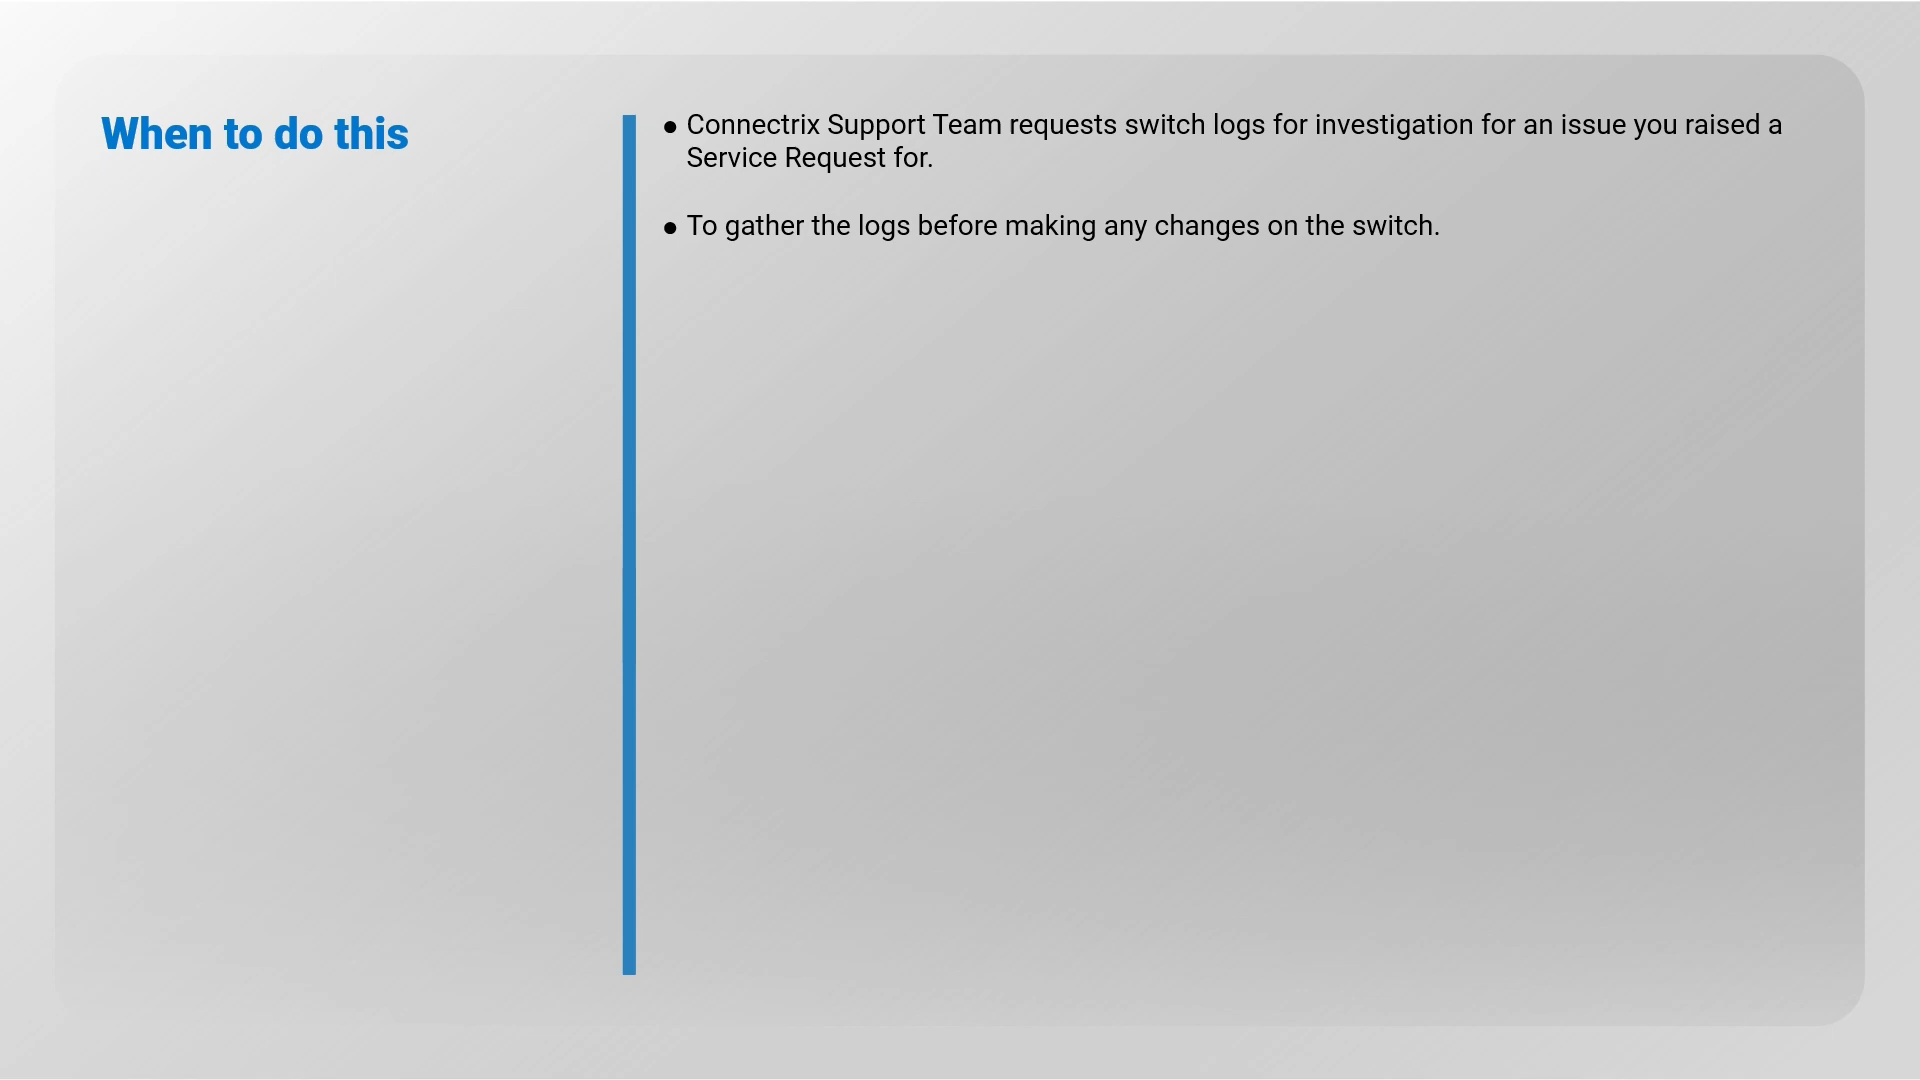 When to do this
● Connectrix Support Team requests switch logs for investigation for an issue you raised a
Service Request for.
● To gather the logs before making any changes on the switch.